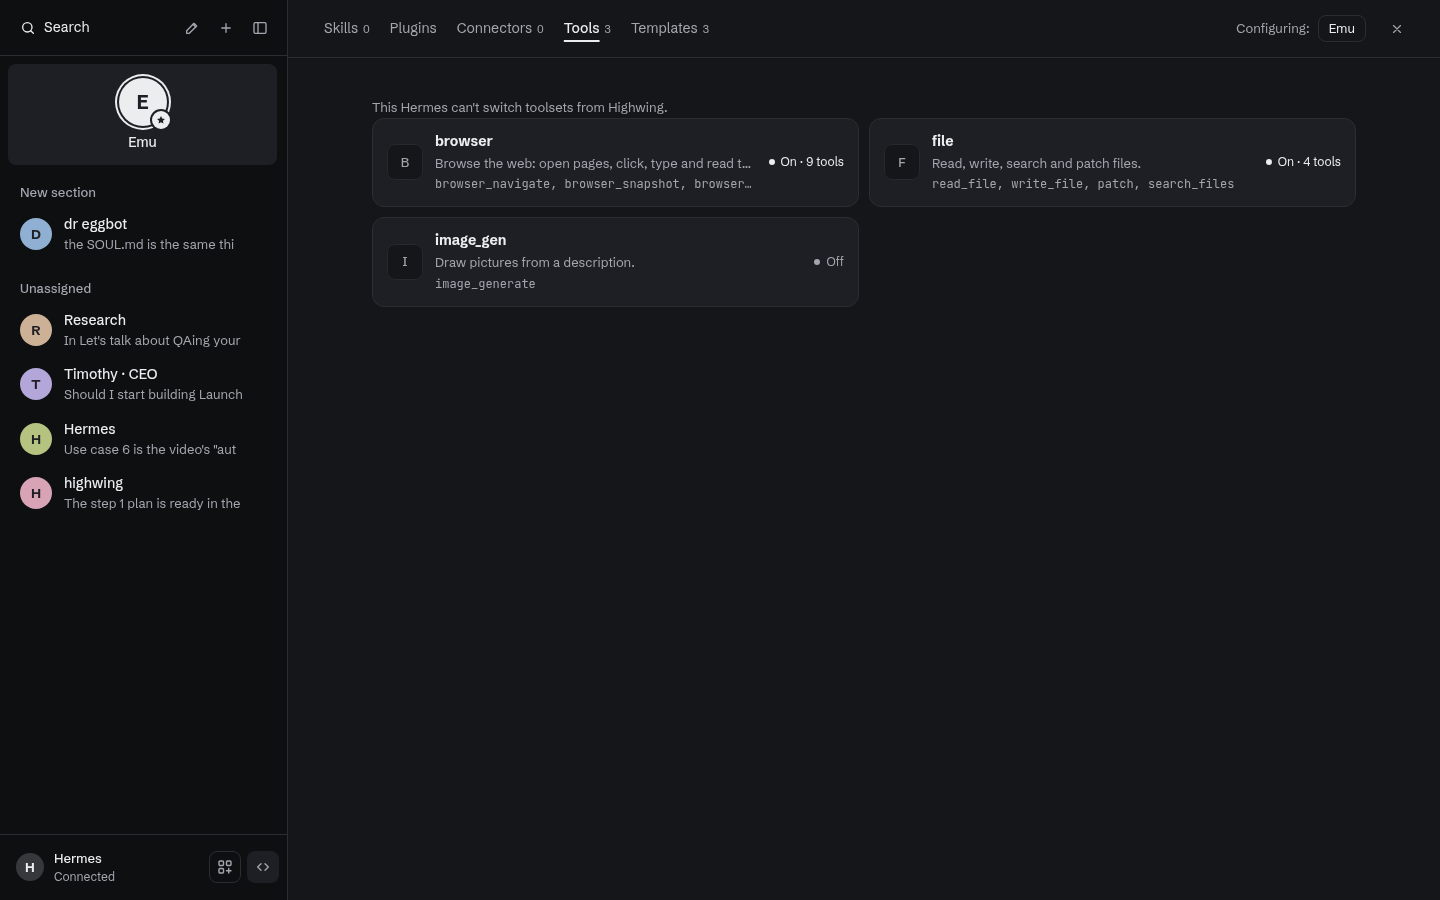 Search
E
Emu
New section
D
dr eggbot
the SOUL.md is the same thi
Unassigned
R
Research
In Let's talk about QAing your
T
Timothy · CEO
Should I start building Launch
H
Hermes
Use case 6 is the video's "aut
H
highwing
The step 1 plan is ready in the
H
Hermes
Connected
Skills 0 Plugins Connectors 0 Tools 3 Templates 3
Configuring: Emu
This Hermes can't switch toolsets from Highwing.
B
browser
Browse the web: open pages, click, type and read t…
browser_navigate, browser_snapshot, browser…
On · 9 tools
F
file
Read, write, search and patch files.
read_file, write_file, patch, search_files
On · 4 tools
I
image_gen
Draw pictures from a description.
image_generate
Off